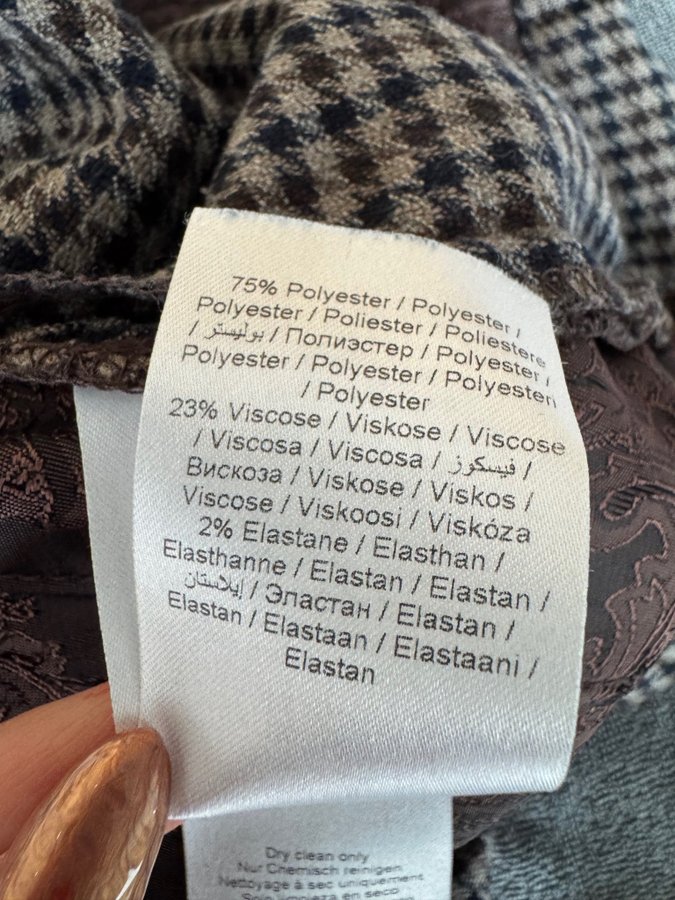 75% Polyester / Polyester /
Polyester / Poliester / Poliestere
/ بوليستر / Полиэстер / Polyester /
Polyester / Polyester / Polyesteri
/ Polyester
23% Viscose / Viskose / Viscose
/ Viscosa / Viscosa / فيسكوز /
Вискоза / Viskose / Viskos /
Viscose / Viskoosi / Viskóza
2% Elastane / Elasthan /
Elasthanne / Elastan / Elastan /
إيلاستان / Эластан / Elastan /
Elastan / Elastaan / Elastaani /
Elastan
Dry clean only
Nur Chemisch reinigen
Nettoyage à sec uniquement
en seco